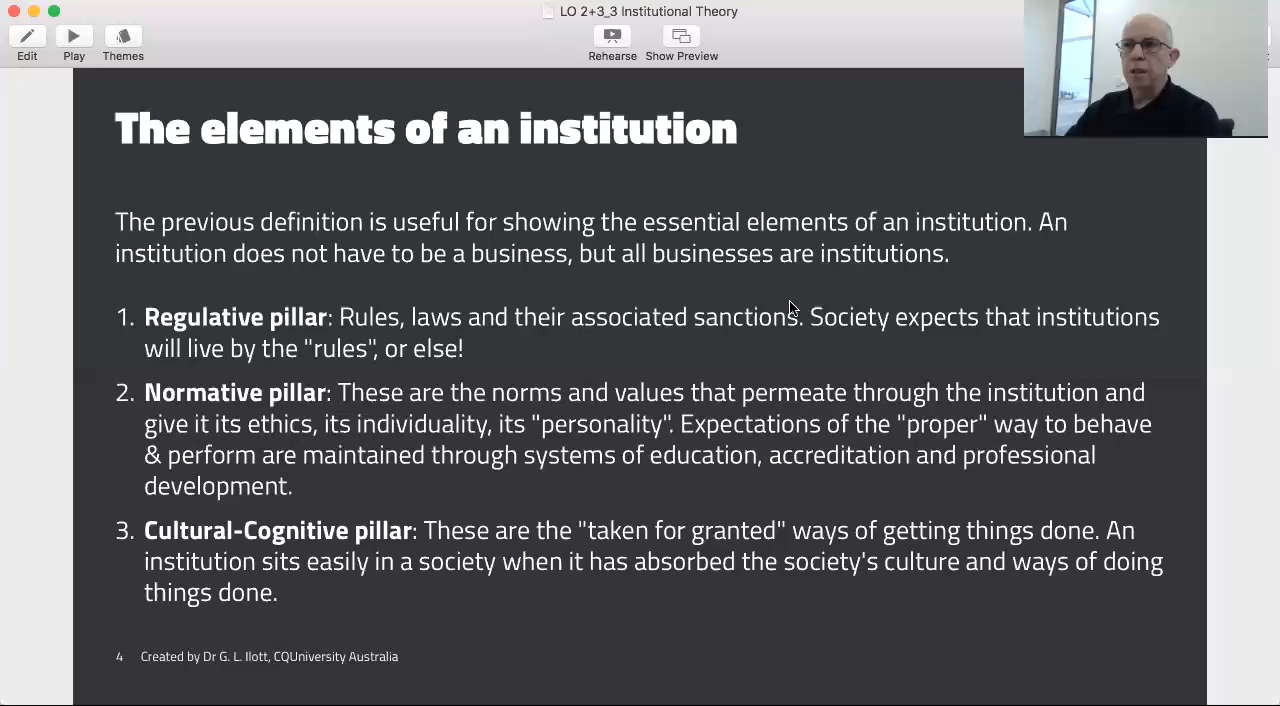 LO 2+3_3 Institutional Theory
Edit
Play
Themes
Rehearse
Show Preview
The elements of an institution
The previous definition is useful for showing the essential elements of an institution. An
institution does not have to be a business, but all businesses are institutions.
1. Regulative pillar: Rules, laws and their associated sanctions. Society expects that institutions
will live by the "rules", or else!
2. Normative pillar: These are the norms and values that permeate through the institution and
give it its ethics, its individuality, its "personality". Expectations of the "proper" way to behave
& perform are maintained through systems of education, accreditation and professional
development.
3. Cultural-Cognitive pillar: These are the "taken for granted" ways of getting things done. An
institution sits easily in a society when it has absorbed the society's culture and ways of doing
things done.
4 Created by Dr G. L. Ilott, CQUniversity Australia